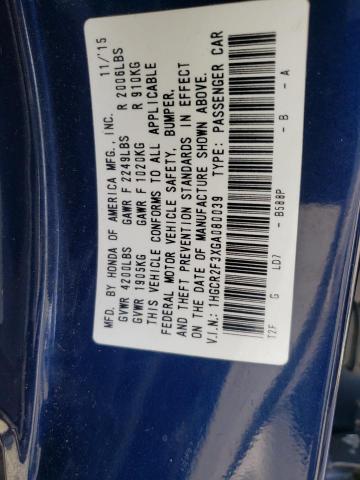 MFD. BY HONDA OF AMERICA MFG., INC. 11/'15
GVWR 4200LBS GAWR F 2249LBS R 2006LBS
GVWR 1905KG GAWR F 1020KG R 910KG
THIS VEHICLE CONFORMS TO ALL APPLICABLE
FEDERAL MOTOR VEHICLE SAFETY, BUMPER,
AND THEFT PREVENTION STANDARDS IN EFFECT
ON THE DATE OF MANUFACTURE SHOWN ABOVE.
V.I.N.: 1HGCR2F3XGA080039 TYPE: PASSENGER CAR
T2F G LD7 - B588P - B - A